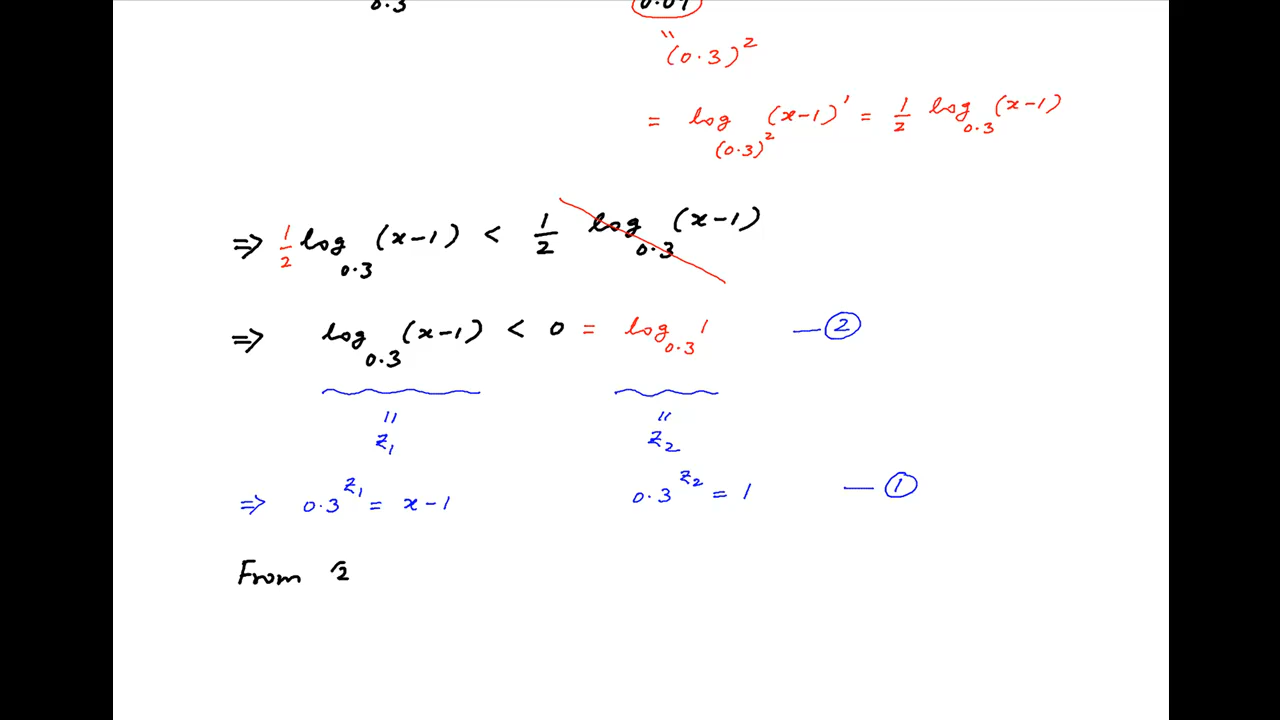 0.3 0.09
" (0.3)²
= log_(0.3)² (x-1)' = 1/2 log_0.3 (x-1)
⇒ 1/2 log_0.3 (x-1) < 1/2 log_0.3 (x-1)
⇒ log_0.3 (x-1) < 0 = log_0.3 1 — ②
" "
z₁ z₂
⇒ 0.3^z₁ = x-1 0.3^z₂ = 1 — ①
From 2